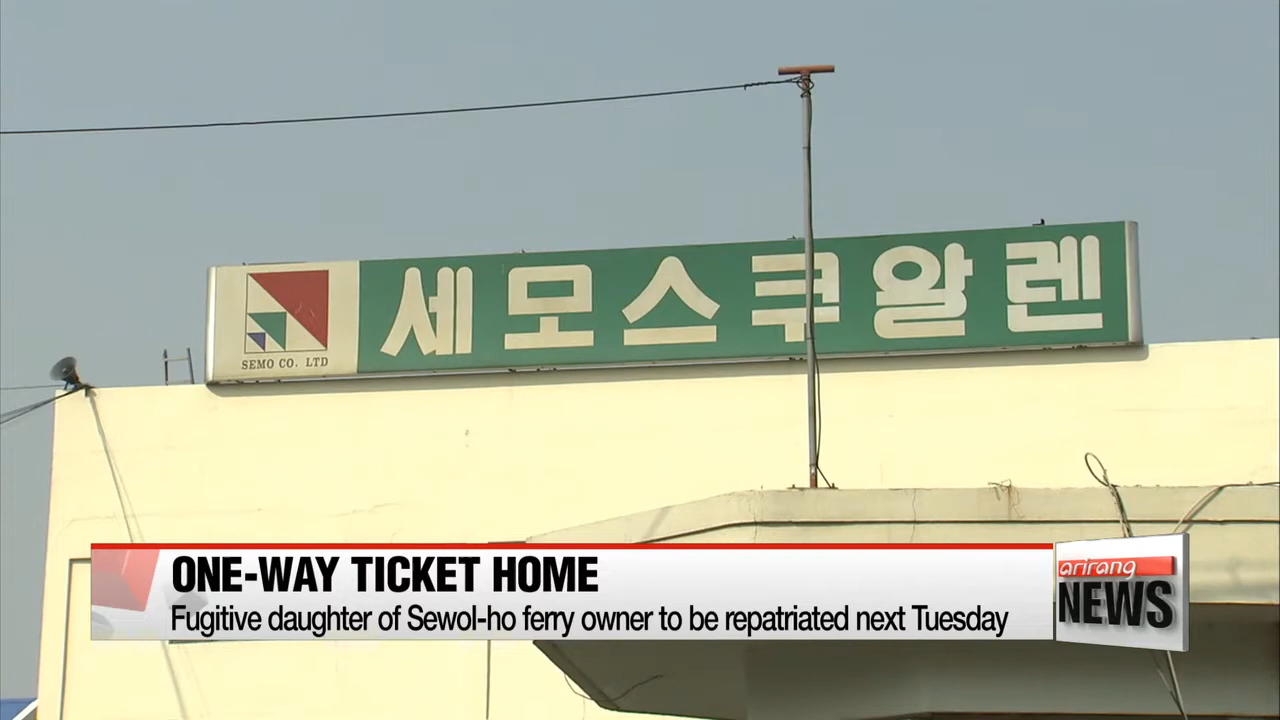 세모스쿠알렌
SEMO CO. LTD
ONE-WAY TICKET HOME
Fugitive daughter of Sewol-ho ferry owner to be repatriated next Tuesday
arirang
NEWS